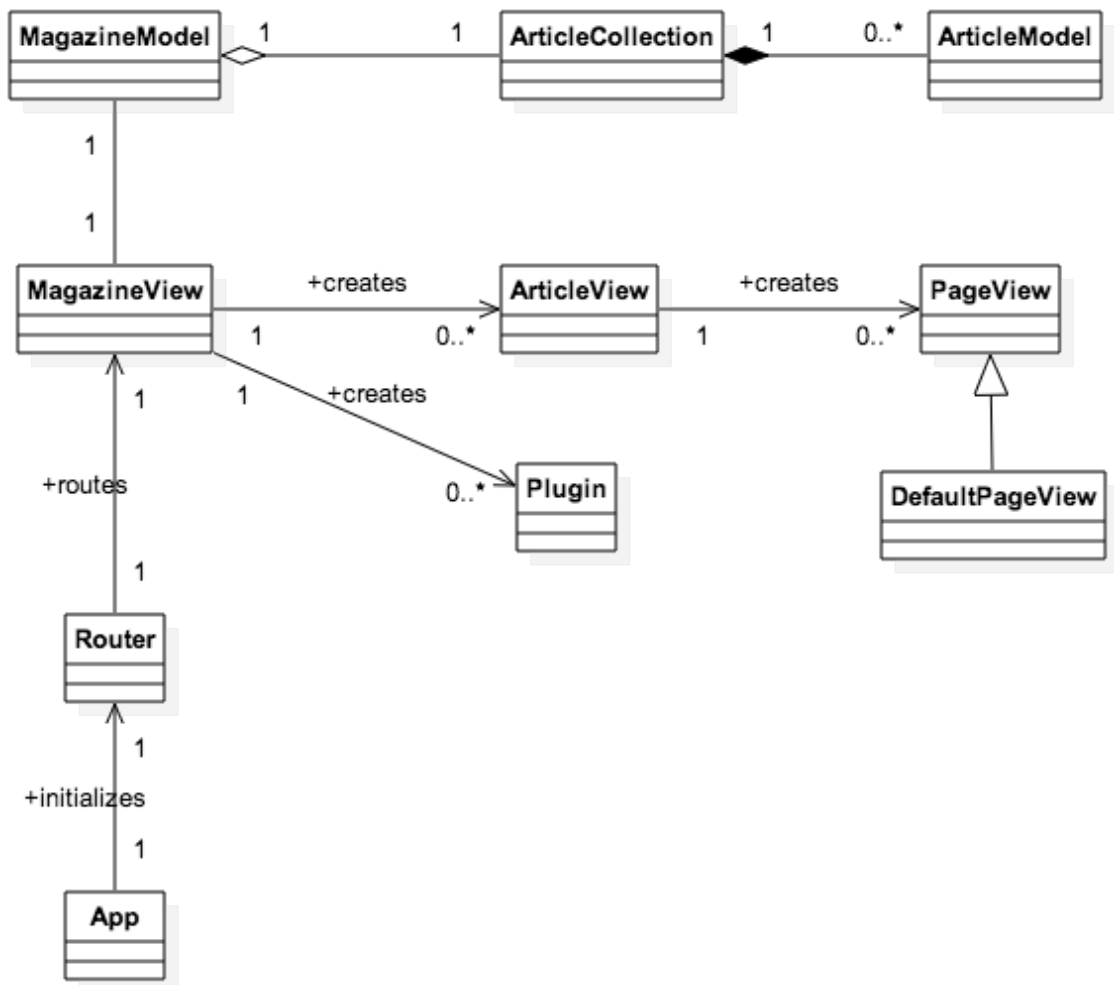 MagazineModel 1 1 ArticleCollection 1 0..* ArticleModel
1
1
MagazineView +creates ArticleView +creates PageView
1 0..* 1 0..*
1 1 +creates
+routes 0..* Plugin DefaultPageView
1
Router
1
+initializes
1
App